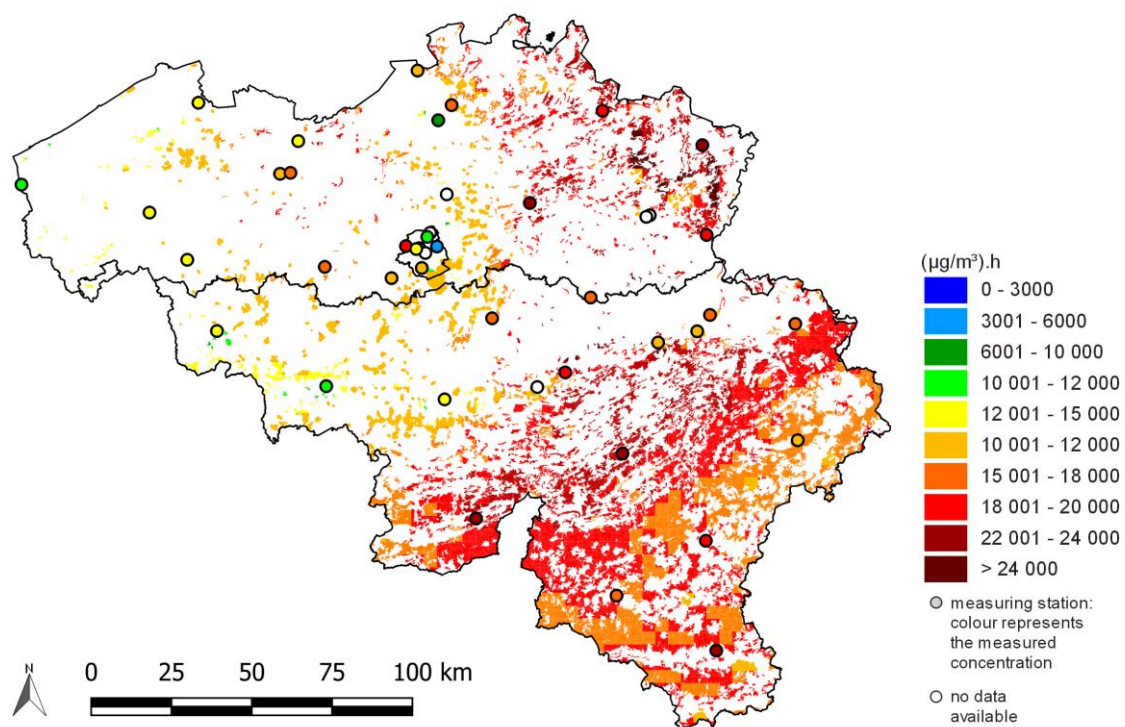 (µg/m³).h
0 - 3000
3001 - 6000
6001 - 10 000
10 001 - 12 000
12 001 - 15 000
10 001 - 12 000
15 001 - 18 000
18 001 - 20 000
22 001 - 24 000
> 24 000
measuring station:
colour represents
the measured
concentration
no data
available
N
0 25 50 75 100 km